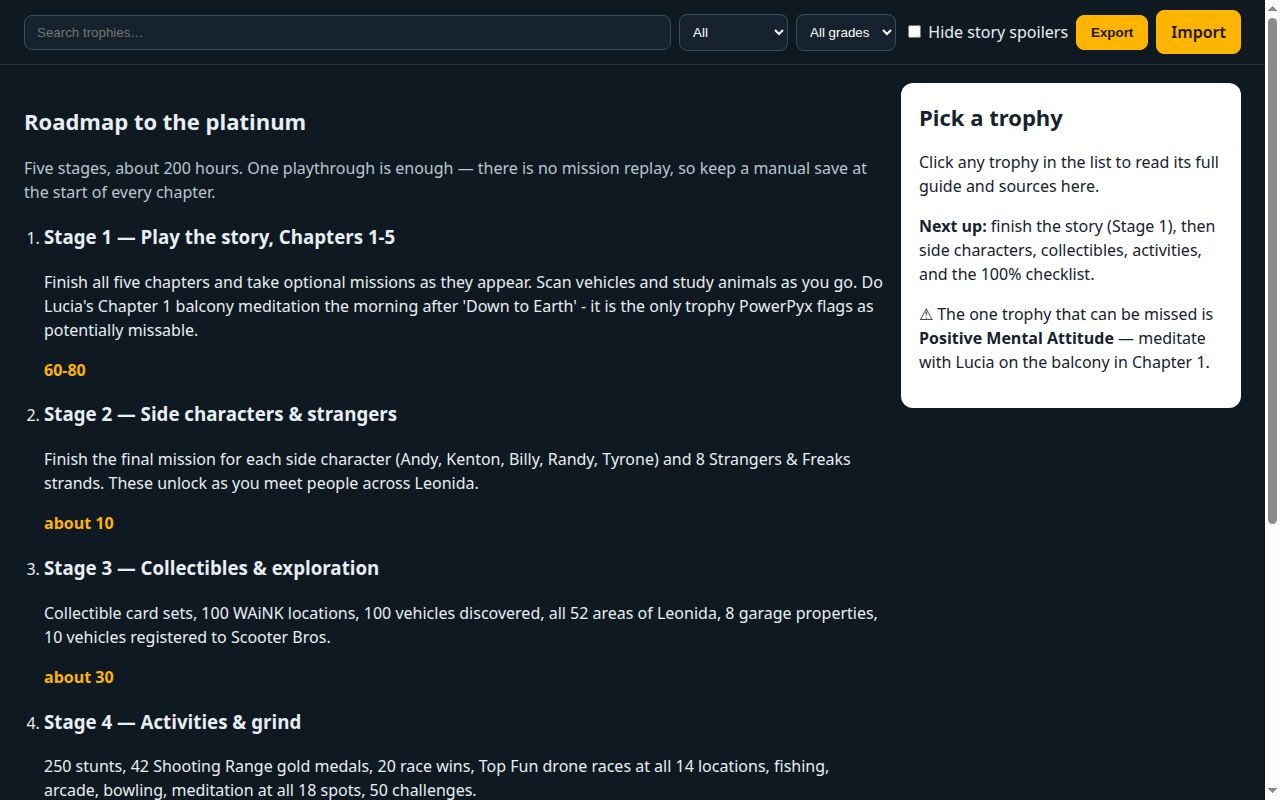 Search trophies…
All
All grades
Hide story spoilers
Export
Import
Roadmap to the platinum
Five stages, about 200 hours. One playthrough is enough — there is no mission replay, so keep a manual save at
the start of every chapter.
1. Stage 1 — Play the story, Chapters 1-5
Finish all five chapters and take optional missions as they appear. Scan vehicles and study animals as you go. Do
Lucia's Chapter 1 balcony meditation the morning after 'Down to Earth' - it is the only trophy PowerPyx flags as
potentially missable.
60-80
2. Stage 2 — Side characters & strangers
Finish the final mission for each side character (Andy, Kenton, Billy, Randy, Tyrone) and 8 Strangers & Freaks
strands. These unlock as you meet people across Leonida.
about 10
3. Stage 3 — Collectibles & exploration
Collectible card sets, 100 WAiNK locations, 100 vehicles discovered, all 52 areas of Leonida, 8 garage properties,
10 vehicles registered to Scooter Bros.
about 30
4. Stage 4 — Activities & grind
250 stunts, 42 Shooting Range gold medals, 20 race wins, Top Fun drone races at all 14 locations, fishing,
arcade, bowling, meditation at all 18 spots, 50 challenges.
Pick a trophy
Click any trophy in the list to read its full
guide and sources here.
Next up: finish the story (Stage 1), then
side characters, collectibles, activities,
and the 100% checklist.
⚠ The one trophy that can be missed is
Positive Mental Attitude — meditate
with Lucia on the balcony in Chapter 1.